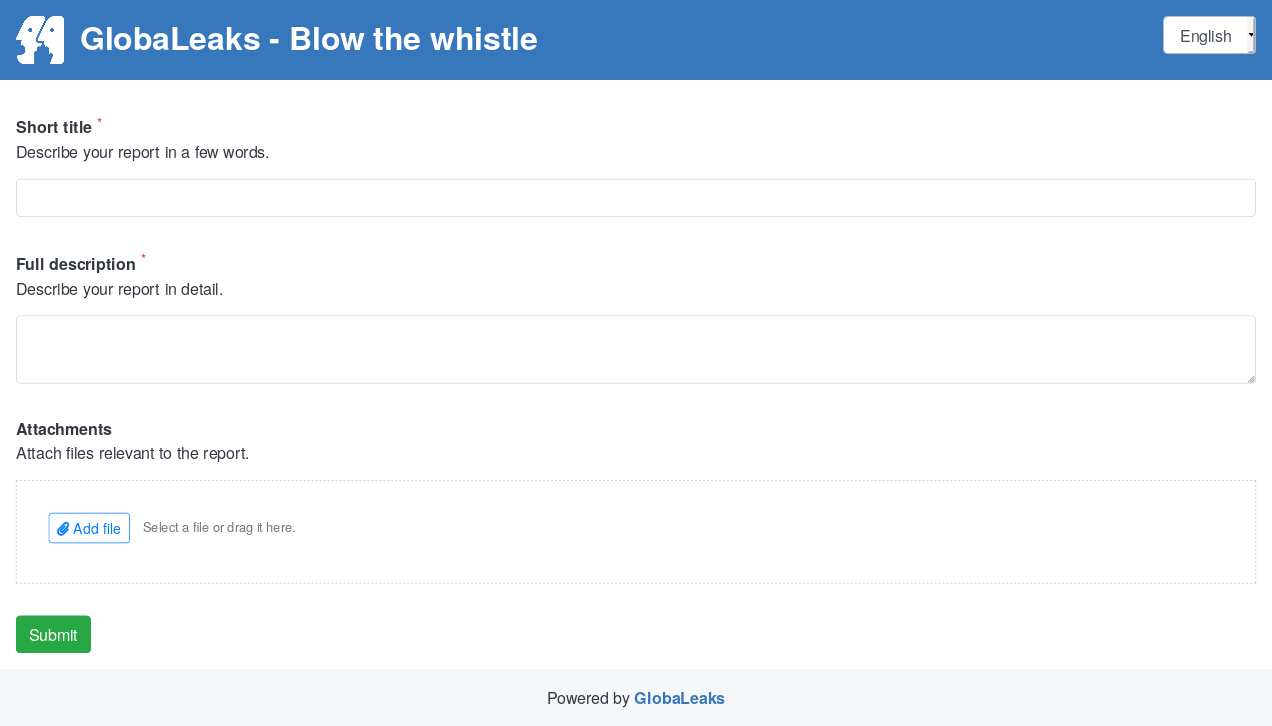 GlobaLeaks - Blow the whistle
English
Short title *
Describe your report in a few words.
Full description *
Describe your report in detail.
Attachments
Attach files relevant to the report.
Add file
Select a file or drag it here.
Submit
Powered by GlobaLeaks